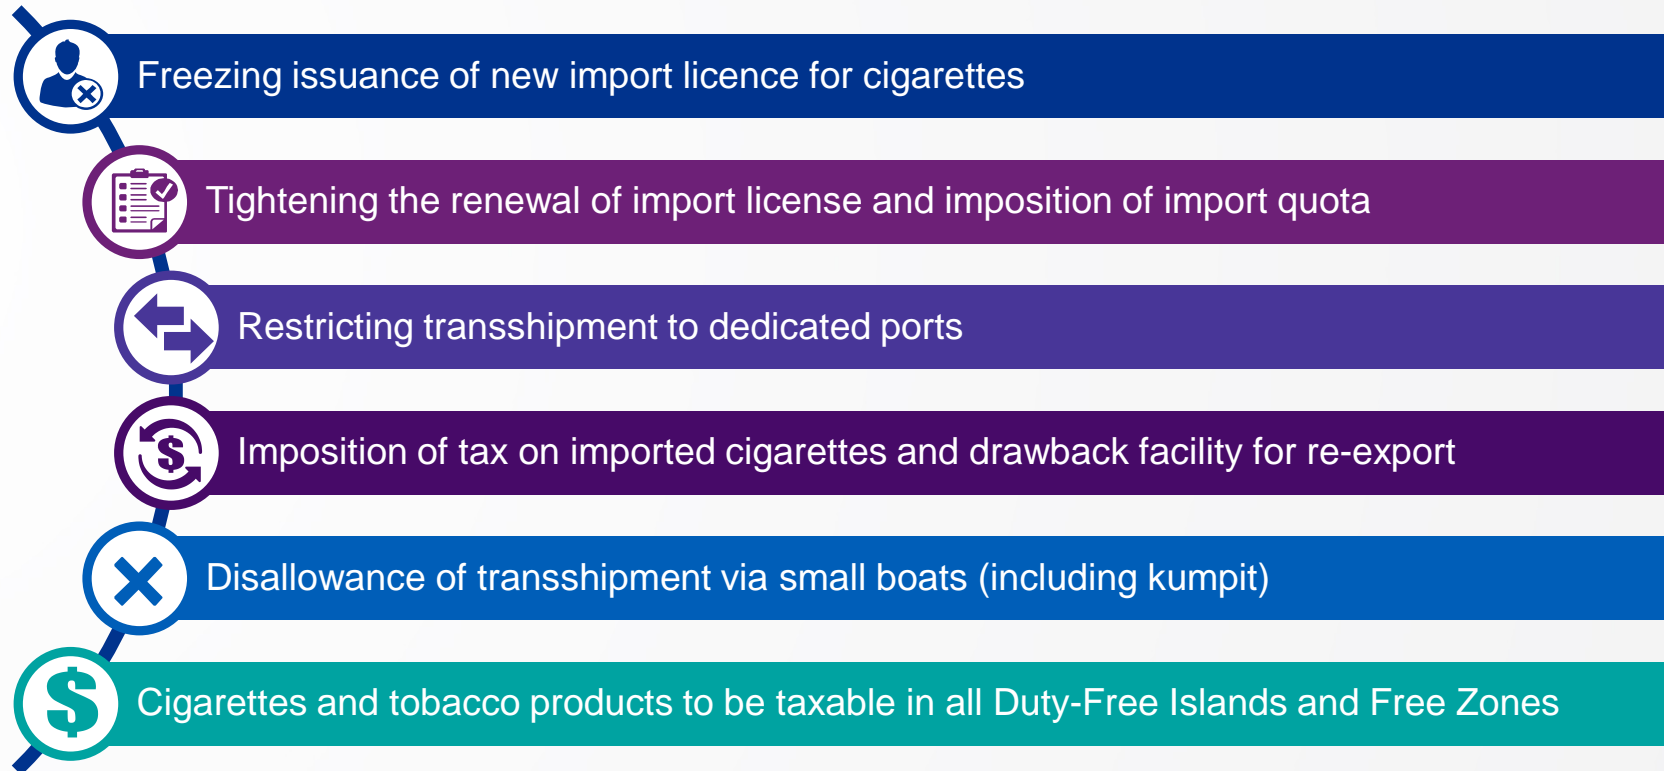 Freezing issuance of new import licence for cigarettes
Tightening the renewal of import license and imposition of import quota
Restricting transshipment to dedicated ports
Imposition of tax on imported cigarettes and drawback facility for re-export
Disallowance of transshipment via small boats (including kumpit)
Cigarettes and tobacco products to be taxable in all Duty-Free Islands and Free Zones